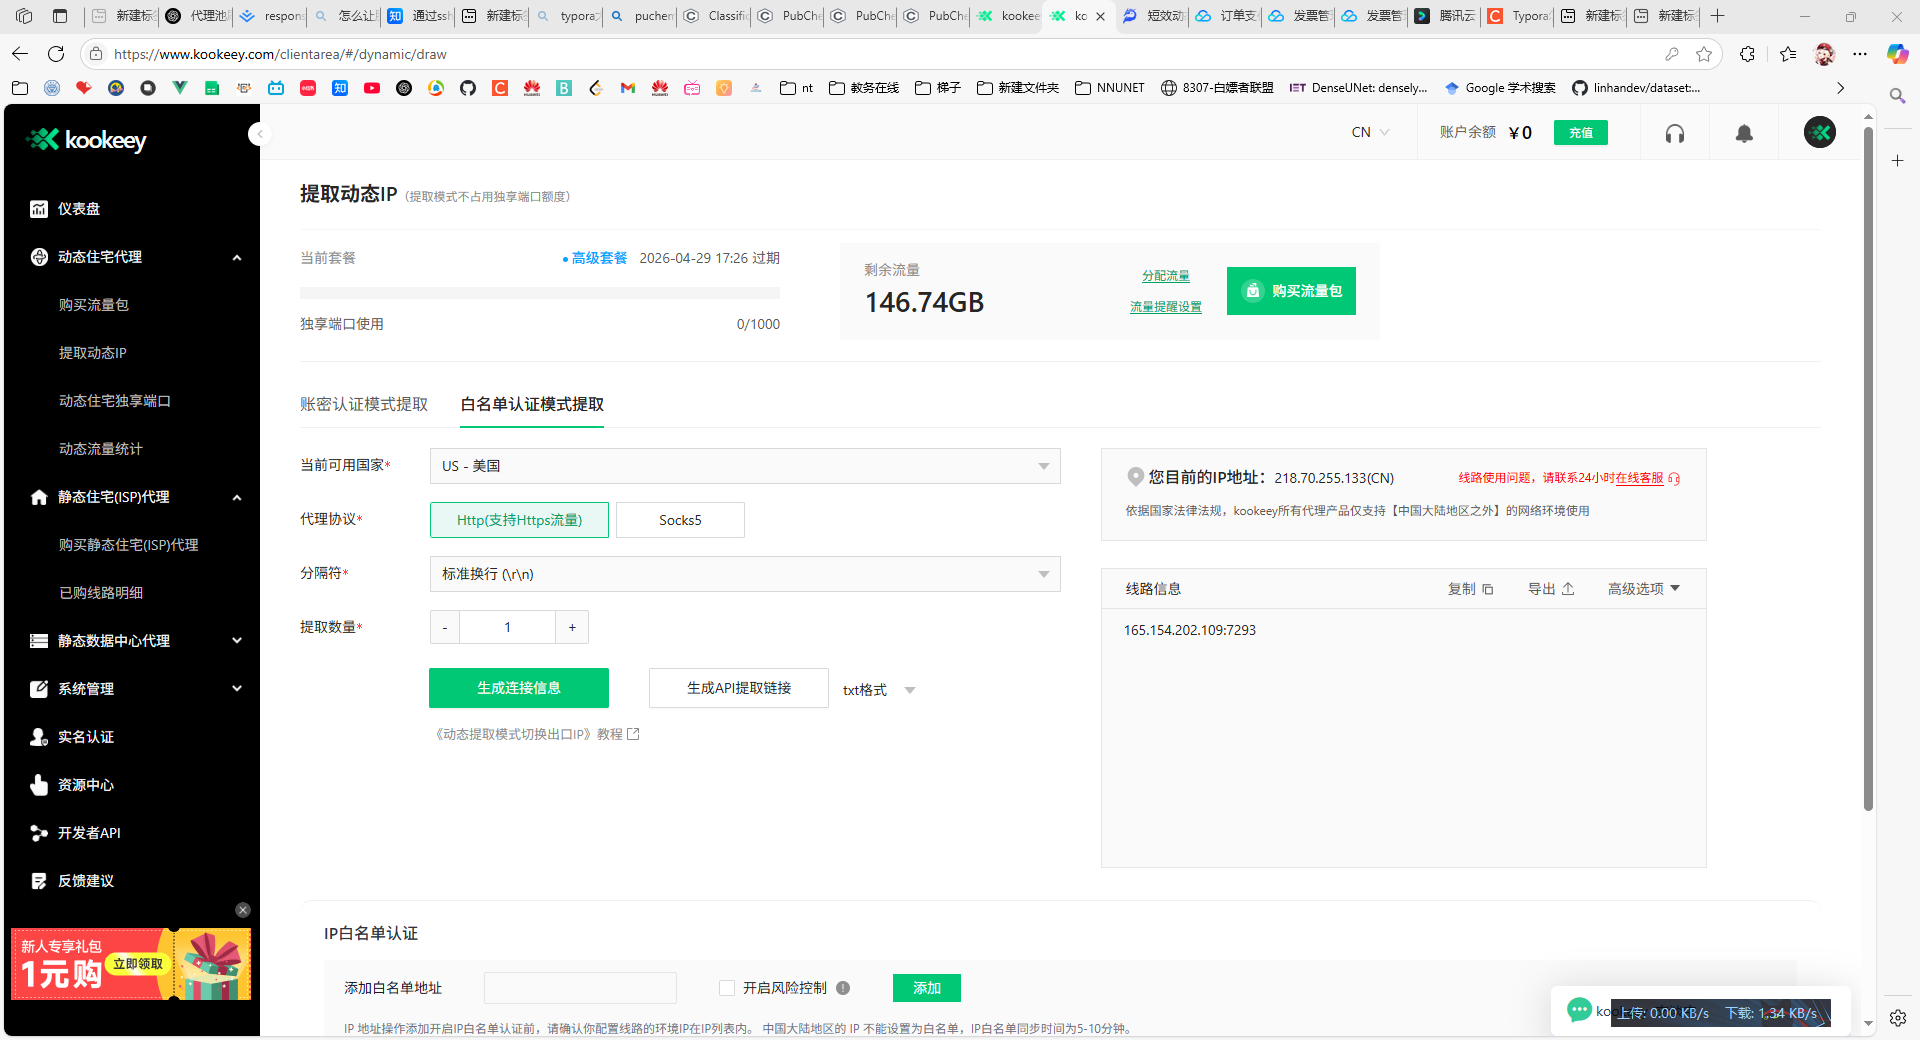 新建标
代理池
respons
怎么让
知 通过ssh
新建标
typora
puchem
Classifi
PubChe
PubChe
PubChe
kookee
ko
短效动
订单支
发票管
发票管
腾讯云
Typora
新建标
新建标
https://www.kookeey.com/clientarea/#/dynamic/draw
nt
教务在线
梯子
新建文件夹
NNUNET
8307-白嫖者联盟
IET DenseUNet: densely...
Google 学术搜索
linhandev/dataset:...
kookeey
CN
账户余额 ¥0
充值
仪表盘
动态住宅代理
购买流量包
提取动态IP
动态住宅独享端口
动态流量统计
静态住宅(ISP)代理
购买静态住宅(ISP)代理
已购线路明细
静态数据中心代理
系统管理
实名认证
资源中心
开发者API
反馈建议
新人专享礼包
1元购
立即领取
提取动态IP (提取模式不占用独享端口额度)
当前套餐
高级套餐 2026-04-29 17:26 过期
独享端口使用
0/1000
剩余流量
146.74GB
分配流量
流量提醒设置
购买流量包
账密认证模式提取
白名单认证模式提取
当前可用国家*
US - 美国
代理协议*
Http(支持Https流量)
Socks5
分隔符*
标准换行 (\r\n)
提取数量*
- 1 +
生成连接信息
生成API提取链接
txt格式
《动态提取模式切换出口IP》教程
您目前的IP地址：218.70.255.133(CN)
线路使用问题，请联系24小时在线客服
依据国家法律法规，kookeey所有代理产品仅支持【中国大陆地区之外】的网络环境使用
线路信息
复制
导出
高级选项
165.154.202.109:7293
IP白名单认证
添加白名单地址
开启风险控制
添加
IP 地址操作添加开启IP白名单认证前，请确认你配置线路的环境IP在IP列表内。 中国大陆地区的 IP 不能设置为白名单，IP白名单同步时间为5-10分钟。
上传: 0.00 KB/s
下载: 1.34 KB/s